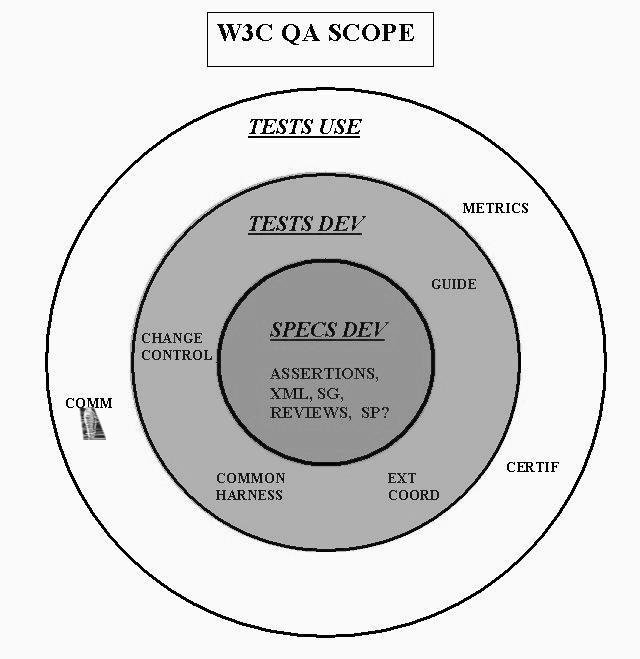 W3C QA SCOPE
TESTS USE
METRICS
TESTS DEV
GUIDE
SPECS DEV
CHANGE
CONTROL
ASSERTIONS,
XML, SG,
REVIEWS, SP?
COMM
CERTIF
COMMON
HARNESS
EXT
COORD